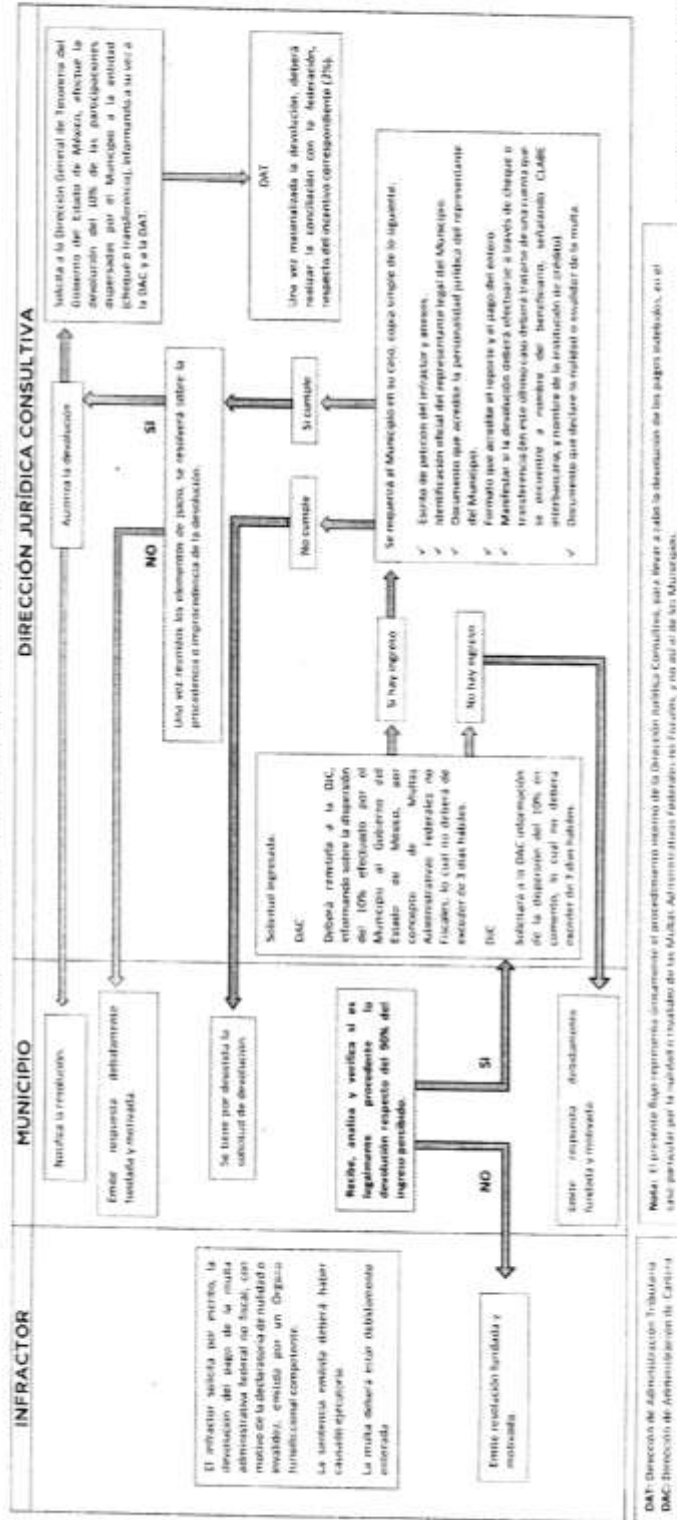 INFRACTOR
MUNICIPIO
DIRECCIÓN JURÍDICA CONSULTIVA
El infractor solicita por escrito, la
devolución del pago de la multa
administrativa federal no fiscal, con
motivo de la declaratoria de nulidad o
invalidez, emitida por un Órgano
Jurisdiccional competente.
La sentencia emitida deberá haber
causado ejecutoria
La multa deberá estar debidamente
enterada
Emite resolución fundada y
motivada.
Notifica la resolución.
Emite respuesta debidamente
fundada y motivada.
Se tiene por desistida la
solicitud de devolución.
Recibe, analiza y verifica si es
legalmente procedente la
devolución respecto del 90% del
ingreso percibido.
NO
SI
Emite respuesta debidamente
fundada y motivada
Solicitud ingresada.
DAC
Deberá remitirla a la DJC,
informando sobre la dispersión
del 10% efectuado por el
Municipio al Gobierno del
Estado de México, por
concepto de Multas
Administrativas Federales no
Fiscales, lo cual no deberá de
exceder de 3 días hábiles.
DJC
Solicitará a la DAC información
de la dispersión del 10% en
comento, lo cual no deberá
exceder de 3 días hábiles.
Si hay ingreso
No hay ingreso
Se requerirá al Municipio en su caso, copia simple de lo siguiente:
✓ Escrito de petición del infractor y anexos.
✓ Identificación oficial del representante legal del Municipio.
✓ Documento que acredite la personalidad jurídica del representante
del Municipio.
✓ Formato que acredite el reporte y el pago del entero.
✓ Manifestar si la devolución deberá efectuarse a través de cheque o
transferencia (en este último caso deberá tratarse de una cuenta que
se encuentre a nombre del beneficiario, señalando CLABE
interbancaria, y nombre de la institución de crédito).
✓ Documento que declare la nulidad o invalidez de la multa.
No cumple
Si cumple
Una vez reunidos los elementos de juicio, se resolverá sobre la
procedencia o improcedencia de la devolución.
NO
SI
Autoriza la devolución
Solicita a la Dirección General de Tesorería del
Gobierno del Estado de México, efectúe la
devolución del 10% de las participaciones
dispersadas por el Municipio a la entidad
(cheque o transferencia), informando a su vez a
la DAC y a la DAT.
DAT
Una vez materializada la devolución, deberá
realizar la conciliación con la federación,
respecto del incentivo correspondiente (2%).
DAT: Dirección de Administración Tributaria
DAC: Dirección de Administración de Cartera
Nota: El presente flujo representa únicamente el procedimiento interno de la Dirección Jurídica Consultiva, para llevar a cabo la devolución de los pagos indebidos, en el
caso particular por la nulidad o invalidez de las Multas Administrativas Federales no Fiscales, y no así el de los Municipios.